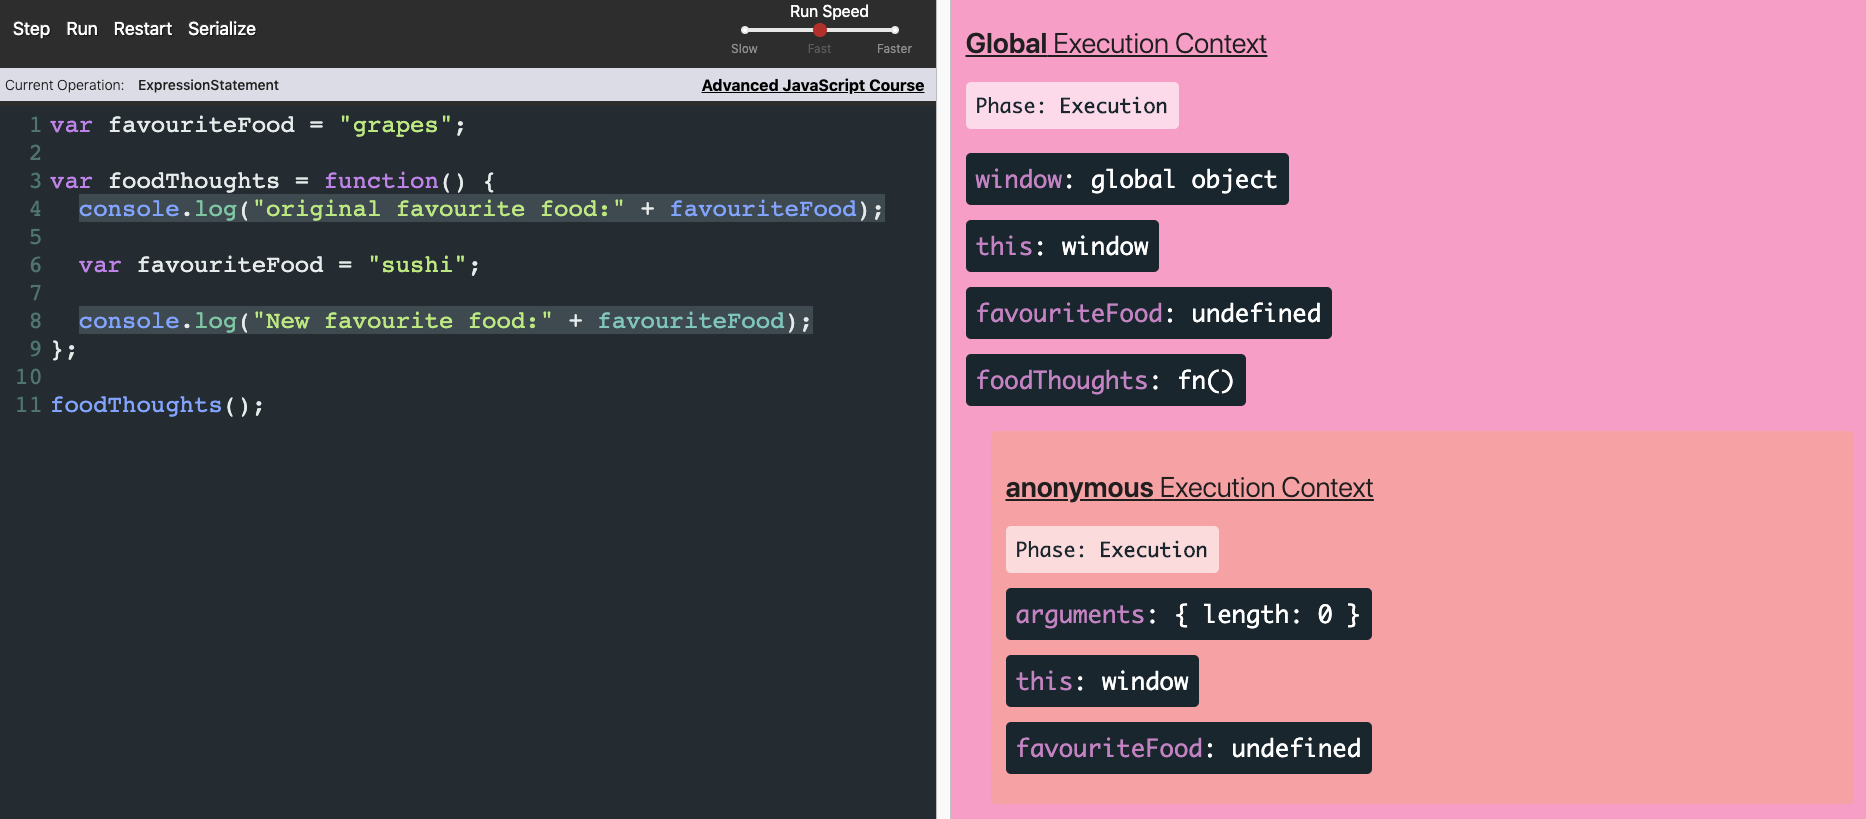 Step Run Restart Serialize
Run Speed
Slow Fast Faster
Current Operation: ExpressionStatement Advanced JavaScript Course
1 var favouriteFood = "grapes";
2
3 var foodThoughts = function() {
4 console.log("original favourite food:" + favouriteFood);
5
6 var favouriteFood = "sushi";
7
8 console.log("New favourite food:" + favouriteFood);
9 };
10
11 foodThoughts();
Global Execution Context
Phase: Execution
window: global object
this: window
favouriteFood: undefined
foodThoughts: fn()
anonymous Execution Context
Phase: Execution
arguments: { length: 0 }
this: window
favouriteFood: undefined